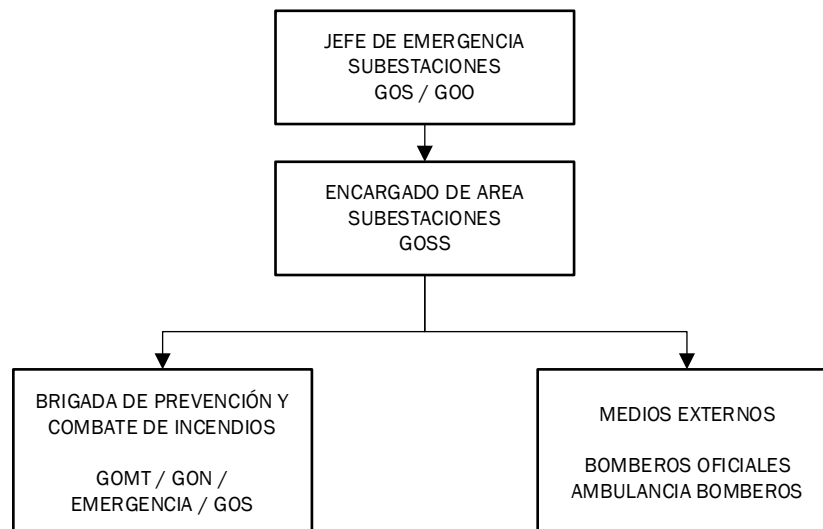 JEFE DE EMERGENCIA
SUBESTACIONES
GOS / GOO
ENCARGADO DE AREA
SUBESTACIONES
GOSS
BRIGADA DE PREVENCIÓN Y
COMBATE DE INCENDIOS
GOMT / GON /
EMERGENCIA / GOS
MEDIOS EXTERNOS
BOMBEROS OFICIALES
AMBULANCIA BOMBEROS